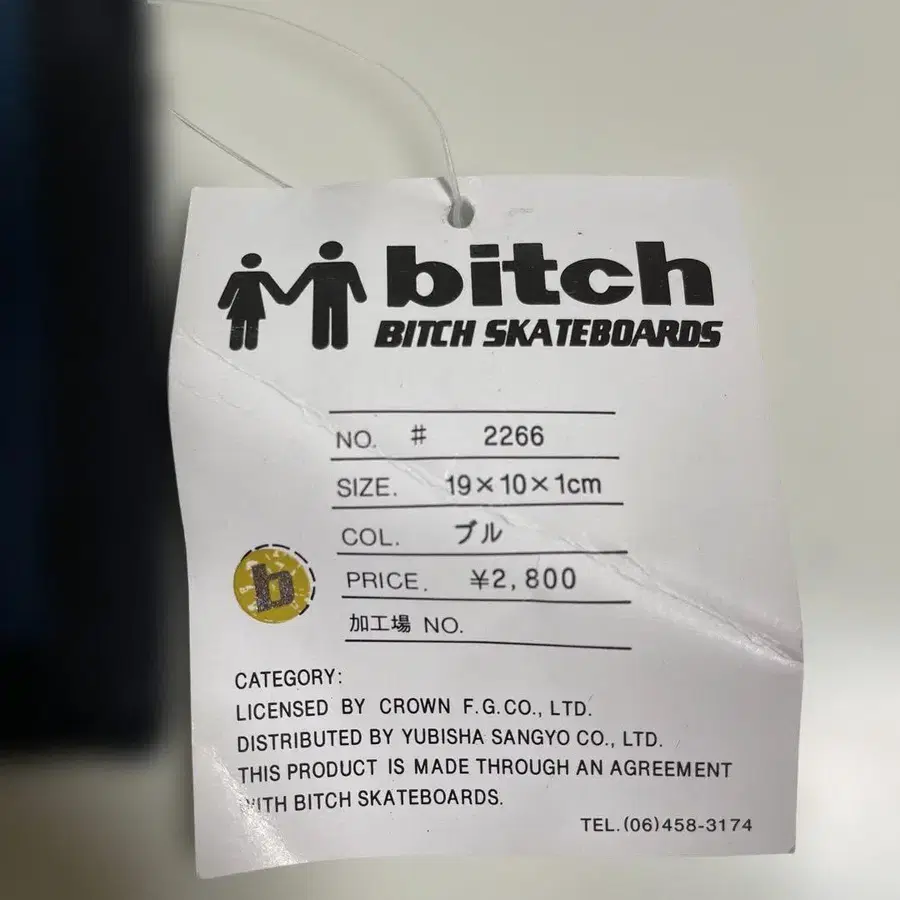 bitch
BITCH SKATEBOARDS
NO. # 2266
SIZE. 19×10×1cm
COL. ブル
PRICE. ¥2,800
b
加工場 NO.
CATEGORY:
LICENSED BY CROWN F.G.CO., LTD.
DISTRIBUTED BY YUBISHA SANGYO CO., LTD.
THIS PRODUCT IS MADE THROUGH AN AGREEMENT
WITH BITCH SKATEBOARDS.
TEL.(06)458-3174